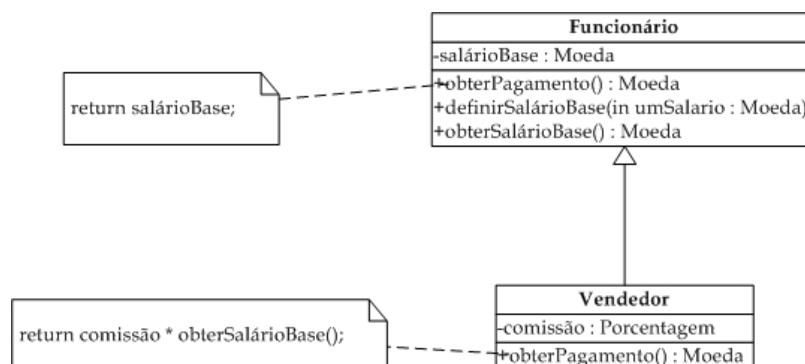 Funcionário
-salárioBase : Moeda
+obterPagamento() : Moeda
+definirSalárioBase(in umSalario : Moeda)
+obterSalárioBase() : Moeda
return salárioBase;
Vendedor
-comissão : Porcentagem
+obterPagamento() : Moeda
return comissão * obterSalárioBase();